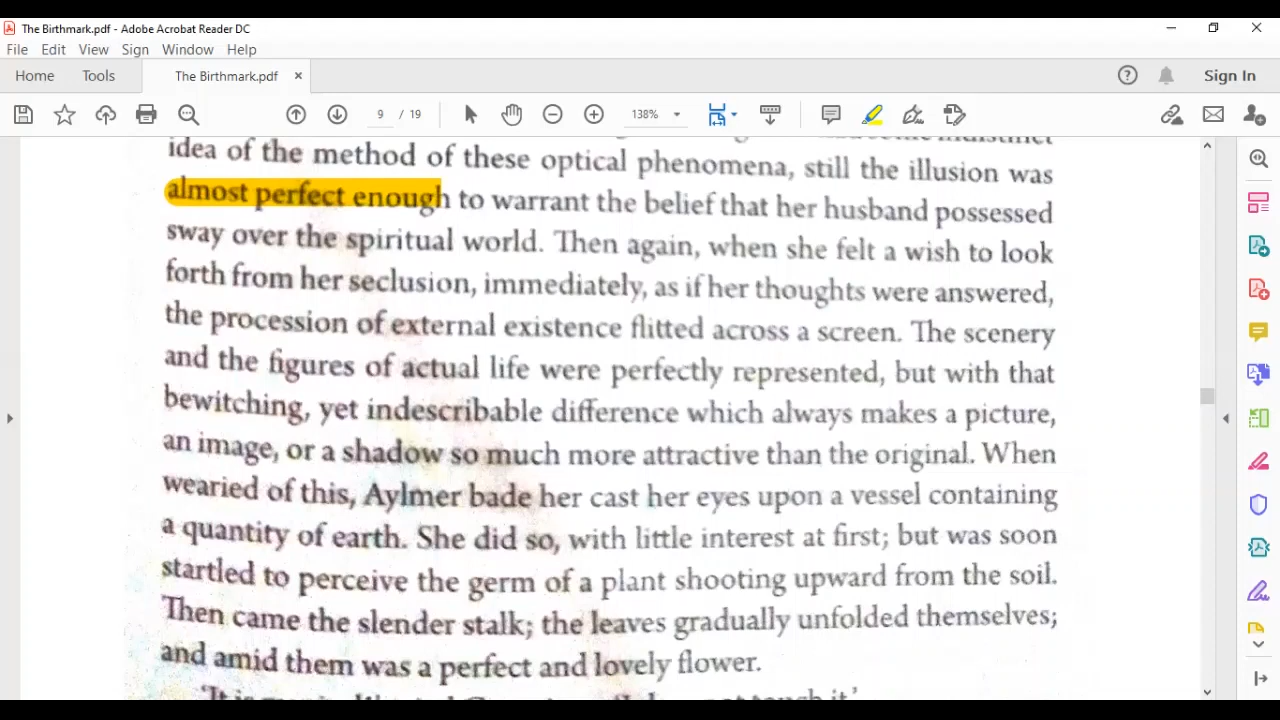 The Birthmark.pdf - Adobe Acrobat Reader DC
File Edit View Sign Window Help
Home Tools The Birthmark.pdf × Sign In
9 / 19 138%
indistinct
idea of the method of these optical phenomena, still the illusion was
almost perfect enough to warrant the belief that her husband possessed
sway over the spiritual world. Then again, when she felt a wish to look
forth from her seclusion, immediately, as if her thoughts were answered,
the procession of external existence flitted across a screen. The scenery
and the figures of actual life were perfectly represented, but with that
bewitching, yet indescribable difference which always makes a picture,
an image, or a shadow so much more attractive than the original. When
wearied of this, Aylmer bade her cast her eyes upon a vessel containing
a quantity of earth. She did so, with little interest at first; but was soon
startled to perceive the germ of a plant shooting upward from the soil.
Then came the slender stalk; the leaves gradually unfolded themselves;
and amid them was a perfect and lovely flower.
'It is touch it.'